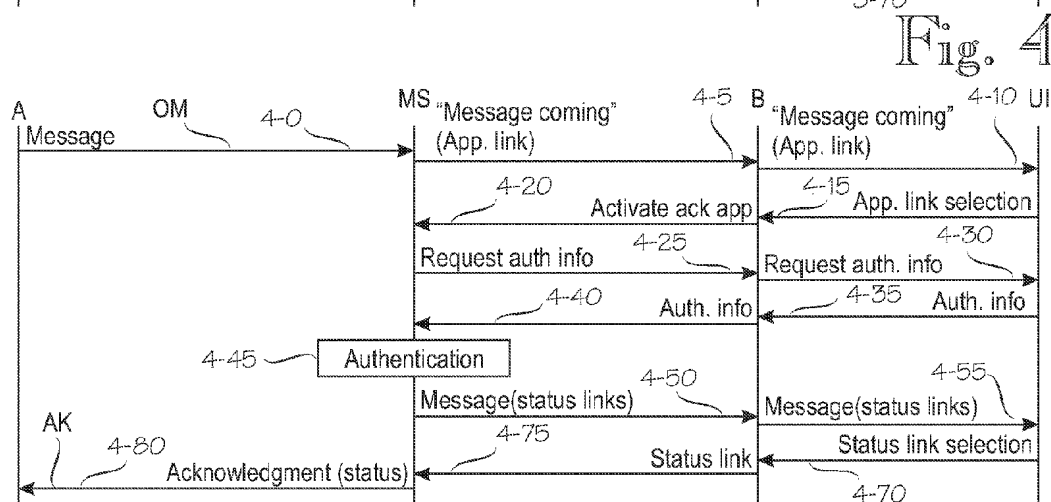 Fig. 4
A
OM
4-0
MS
4-5
B
4-10
UI
Message
"Message coming"
(App. link)
"Message coming"
(App. link)
4-20
4-15
Activate ack app
App. link selection
4-25
4-30
Request auth info
Request auth. info
4-40
4-35
Auth. info
Auth. info
4-45
Authentication
4-50
4-55
Message(status links)
Message(status links)
AK
4-80
4-75
Acknowledgment (status)
Status link
Status link selection
4-70